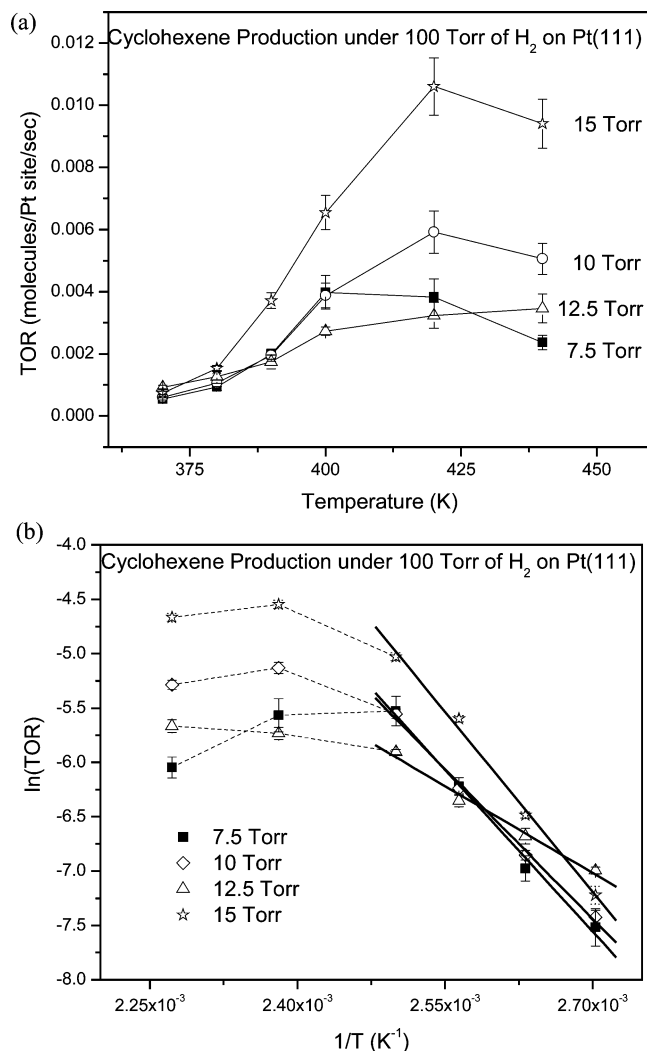 (a)
Cyclohexene Production under 100 Torr of H₂ on Pt(111)
TOR (molecules/Pt site/sec)
0.012
0.010
0.008
0.006
0.004
0.002
0.000
15 Torr
10 Torr
12.5 Torr
7.5 Torr
375
400
425
450
Temperature (K)
(b)
Cyclohexene Production under 100 Torr of H₂ on Pt(111)
ln(TOR)
-4.0
-4.5
-5.0
-5.5
-6.0
-6.5
-7.0
-7.5
-8.0
7.5 Torr
10 Torr
12.5 Torr
15 Torr
2.25x10⁻³
2.40x10⁻³
2.55x10⁻³
2.70x10⁻³
1/T (K⁻¹)